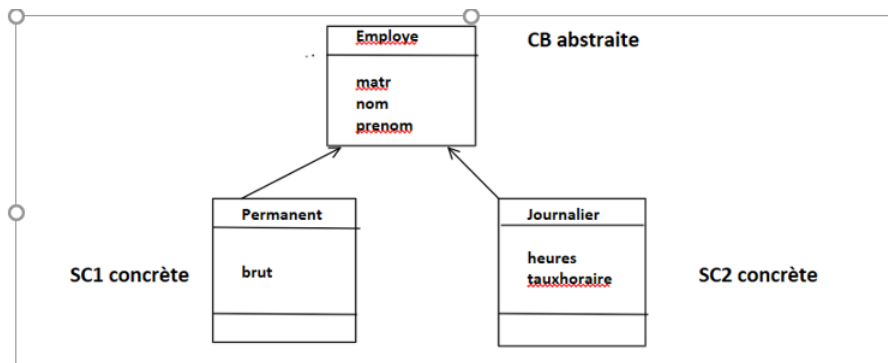 Employe
CB abstraite
matr
nom
prenom
Permanent
Journalier
SC1 concrète
brut
heures
tauxhoraire
SC2 concrète